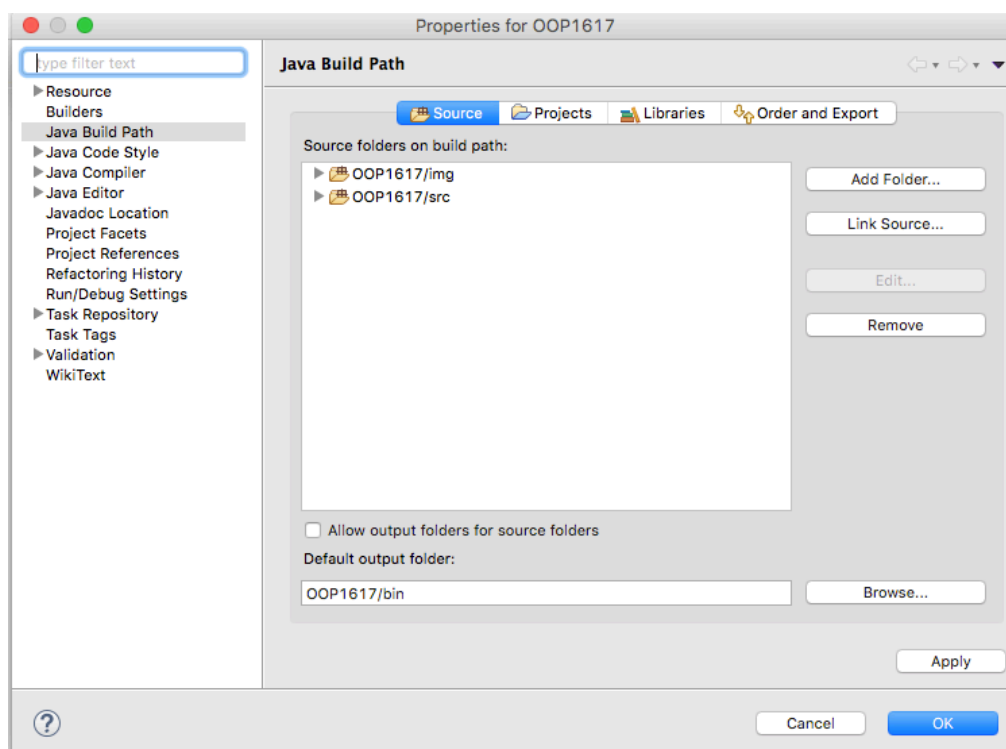 Properties for OOP1617
type filter text
Resource
Builders
Java Build Path
Java Code Style
Java Compiler
Java Editor
Javadoc Location
Project Facets
Project References
Refactoring History
Run/Debug Settings
Task Repository
Task Tags
Validation
WikiText
Java Build Path
Source Projects Libraries Order and Export
Source folders on build path:
OOP1617/img
OOP1617/src
Add Folder...
Link Source...
Edit...
Remove
Allow output folders for source folders
Default output folder:
OOP1617/bin
Browse...
Apply
?
Cancel OK